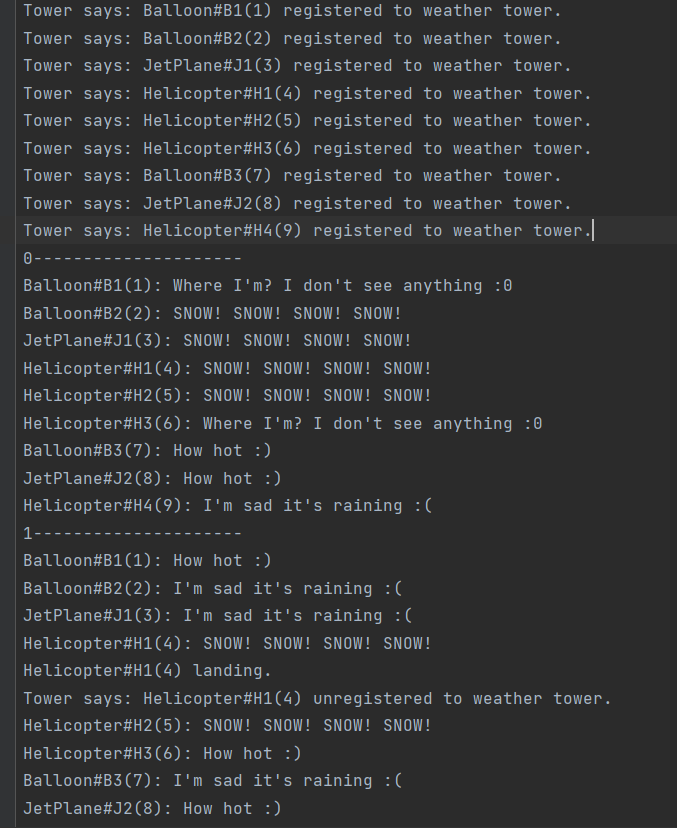 Tower says: Balloon#B1(1) registered to weather tower.
Tower says: Balloon#B2(2) registered to weather tower.
Tower says: JetPlane#J1(3) registered to weather tower.
Tower says: Helicopter#H1(4) registered to weather tower.
Tower says: Helicopter#H2(5) registered to weather tower.
Tower says: Helicopter#H3(6) registered to weather tower.
Tower says: Balloon#B3(7) registered to weather tower.
Tower says: JetPlane#J2(8) registered to weather tower.
Tower says: Helicopter#H4(9) registered to weather tower.
0---------------------
Balloon#B1(1): Where I'm? I don't see anything :0
Balloon#B2(2): SNOW! SNOW! SNOW! SNOW!
JetPlane#J1(3): SNOW! SNOW! SNOW! SNOW!
Helicopter#H1(4): SNOW! SNOW! SNOW! SNOW!
Helicopter#H2(5): SNOW! SNOW! SNOW! SNOW!
Helicopter#H3(6): Where I'm? I don't see anything :0
Balloon#B3(7): How hot :)
JetPlane#J2(8): How hot :)
Helicopter#H4(9): I'm sad it's raining :(
1---------------------
Balloon#B1(1): How hot :)
Balloon#B2(2): I'm sad it's raining :(
JetPlane#J1(3): I'm sad it's raining :(
Helicopter#H1(4): SNOW! SNOW! SNOW! SNOW!
Helicopter#H1(4) landing.
Tower says: Helicopter#H1(4) unregistered to weather tower.
Helicopter#H2(5): SNOW! SNOW! SNOW! SNOW!
Helicopter#H3(6): How hot :)
Balloon#B3(7): I'm sad it's raining :(
JetPlane#J2(8): How hot :)